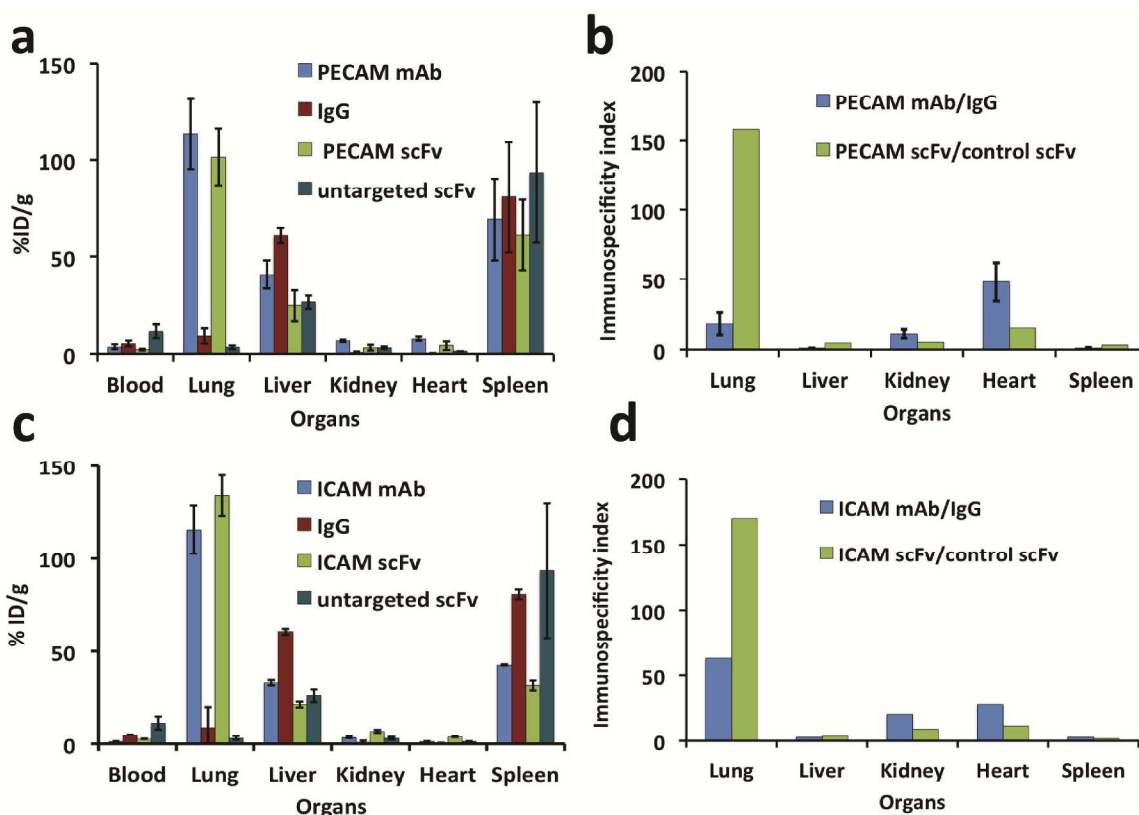 a
150
100
50
0
%ID/g
PECAM mAb
IgG
PECAM scFv
untargeted scFv
Blood Lung Liver Kidney Heart Spleen
Organs
b
200
150
100
50
0
Immunospecificity index
PECAM mAb/IgG
PECAM scFv/control scFv
Lung Liver Kidney Heart Spleen
Organs
c
150
100
50
0
% ID/g
ICAM mAb
IgG
ICAM scFv
untargeted scFv
Blood Lung Liver Kidney Heart Spleen
Organs
d
200
150
100
50
0
Immunospecificity index
ICAM mAb/IgG
ICAM scFv/control scFv
Lung Liver Kidney Heart Spleen
Organs